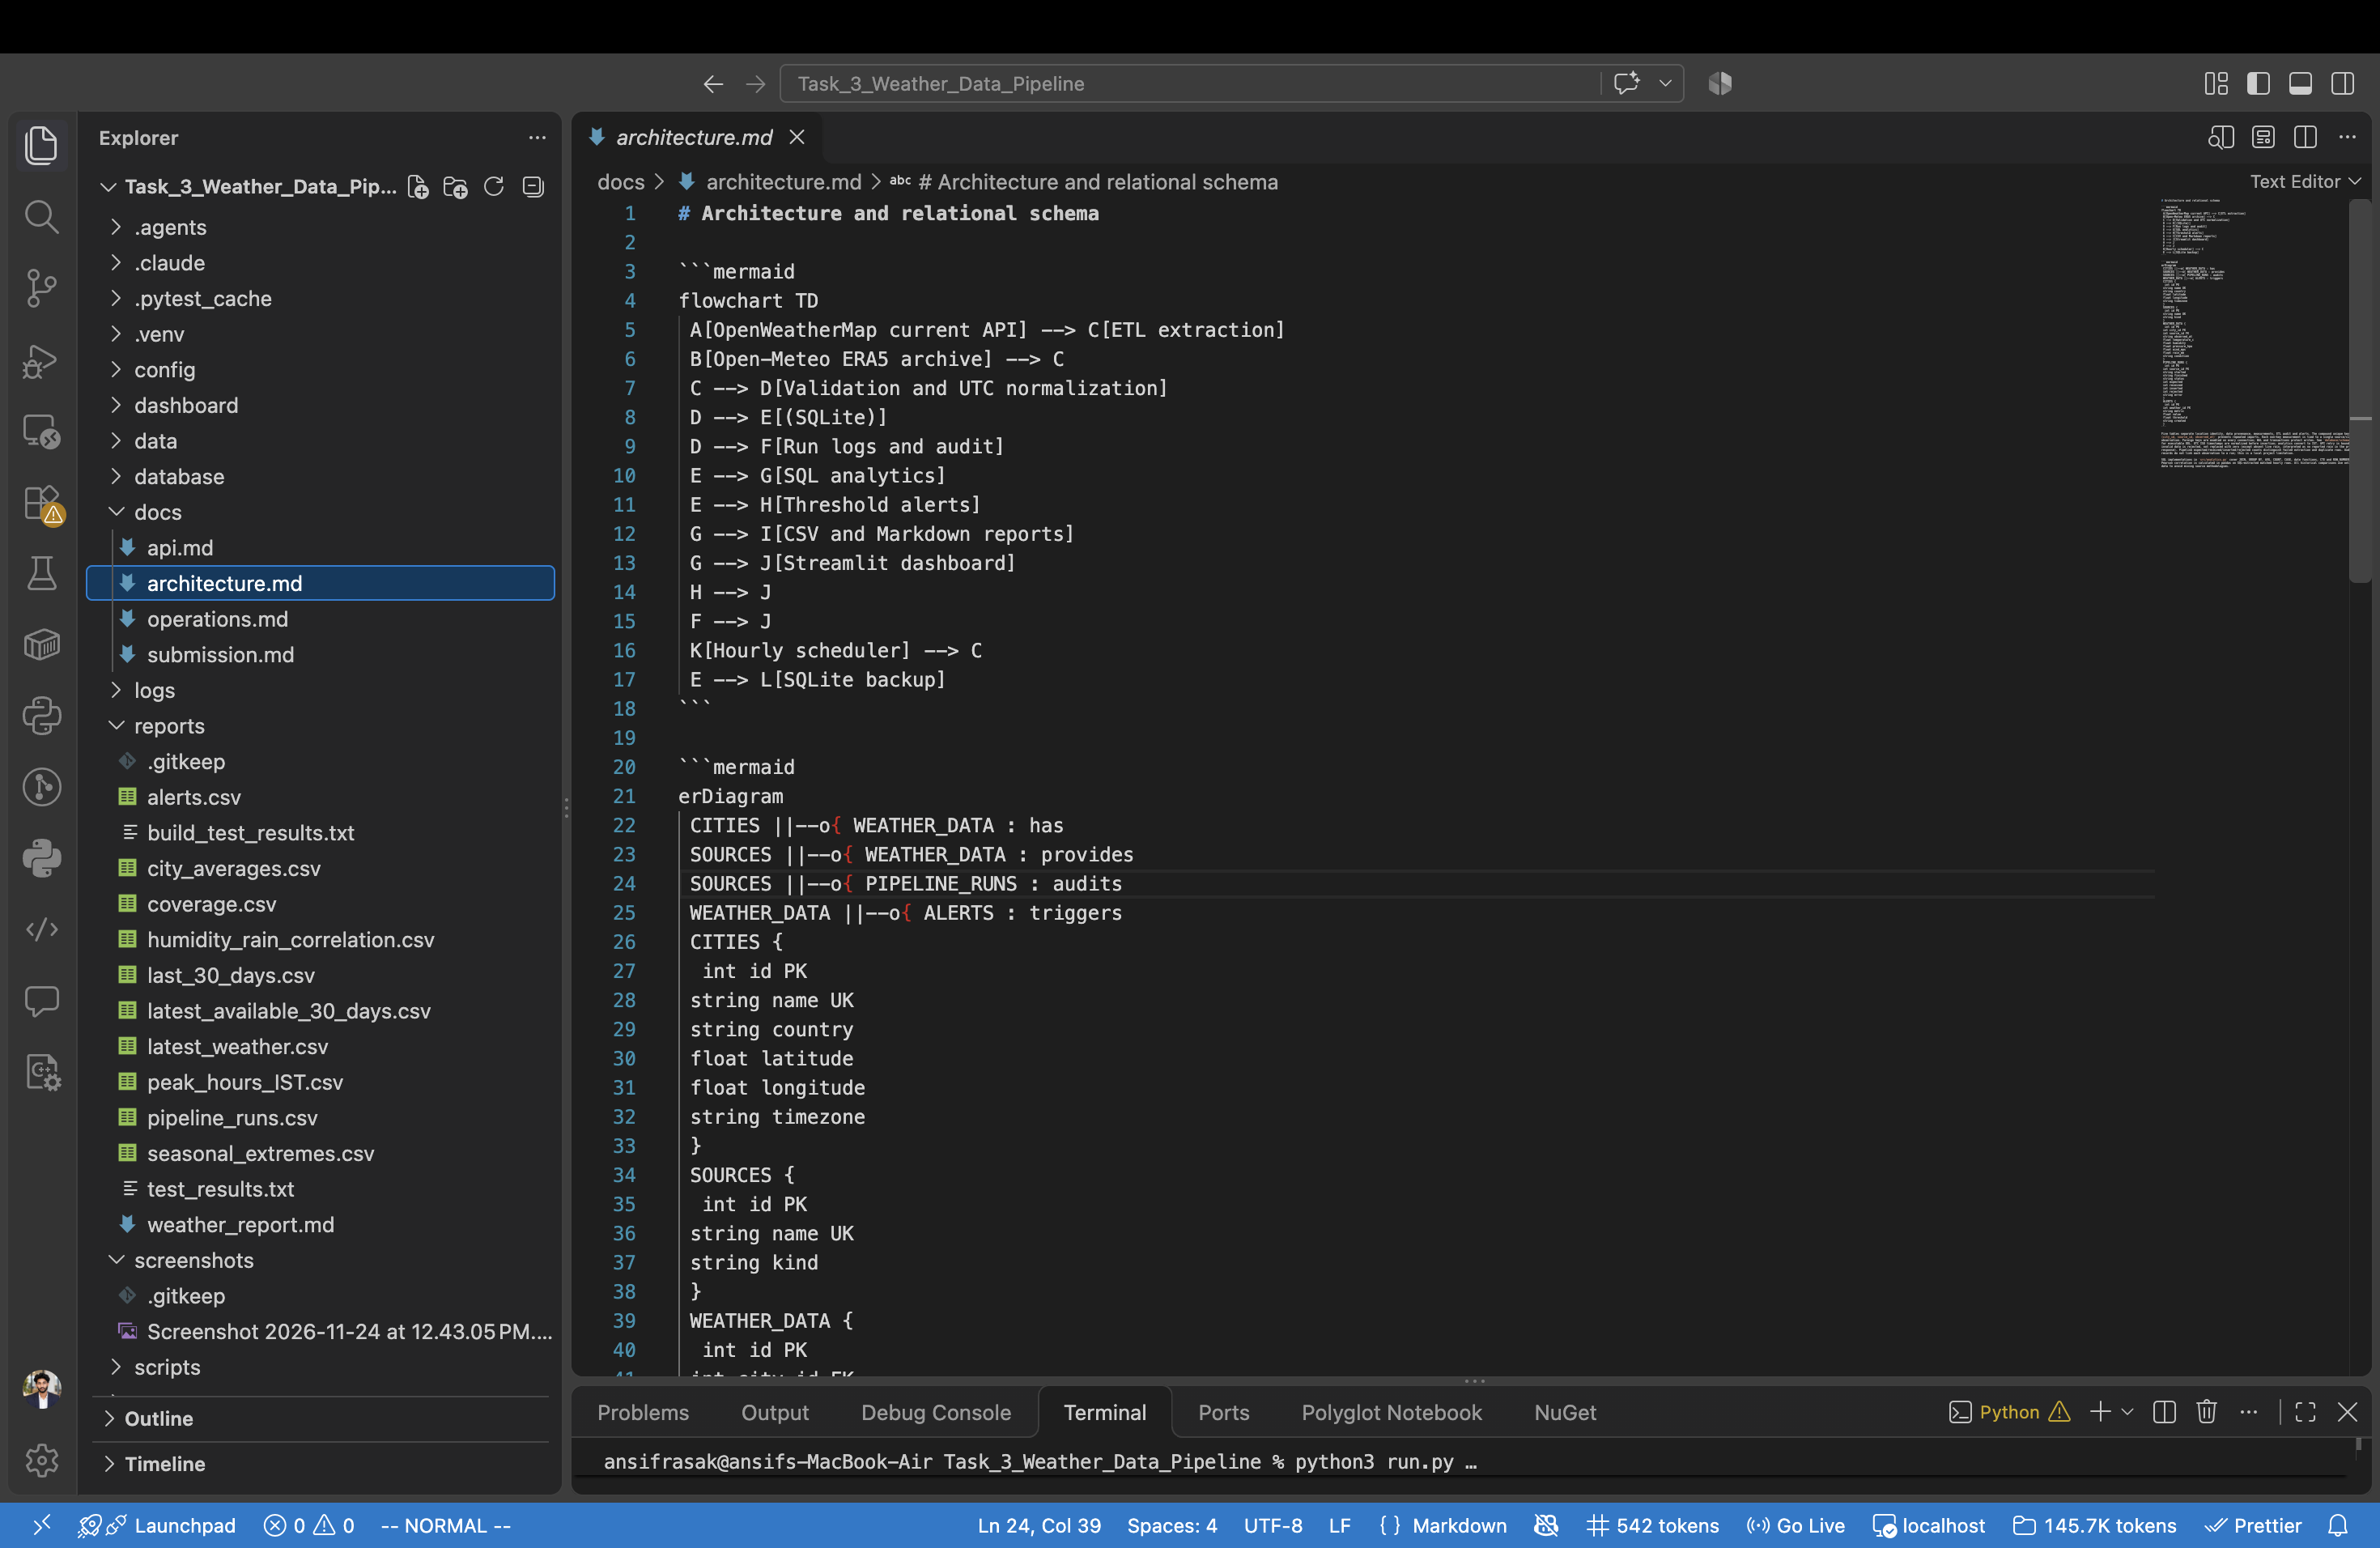 Task_3_Weather_Data_Pipeline
Explorer
Task_3_Weather_Data_Pip...
.agents
.claude
.pytest_cache
.venv
config
dashboard
data
database
docs
api.md
architecture.md
operations.md
submission.md
logs
reports
.gitkeep
alerts.csv
build_test_results.txt
city_averages.csv
coverage.csv
humidity_rain_correlation.csv
last_30_days.csv
latest_available_30_days.csv
latest_weather.csv
peak_hours_IST.csv
pipeline_runs.csv
seasonal_extremes.csv
test_results.txt
weather_report.md
screenshots
.gitkeep
Screenshot 2026-11-24 at 12.43.05 PM....
scripts
Outline
Timeline
architecture.md
docs > architecture.md > abc # Architecture and relational schema
Text Editor
1 # Architecture and relational schema
2
3 ```mermaid
4 flowchart TD
5 A[OpenWeatherMap current API] --> C[ETL extraction]
6 B[Open-Meteo ERA5 archive] --> C
7 C --> D[Validation and UTC normalization]
8 D --> E[(SQLite)]
9 D --> F[Run logs and audit]
10 E --> G[SQL analytics]
11 E --> H[Threshold alerts]
12 G --> I[CSV and Markdown reports]
13 G --> J[Streamlit dashboard]
14 H --> J
15 F --> J
16 K[Hourly scheduler] --> C
17 E --> L[SQLite backup]
18 ```
19
20 ```mermaid
21 erDiagram
22 CITIES ||--o{ WEATHER_DATA : has
23 SOURCES ||--o{ WEATHER_DATA : provides
24 SOURCES ||--o{ PIPELINE_RUNS : audits
25 WEATHER_DATA ||--o{ ALERTS : triggers
26 CITIES {
27 int id PK
28 string name UK
29 string country
30 float latitude
31 float longitude
32 string timezone
33 }
34 SOURCES {
35 int id PK
36 string name UK
37 string kind
38 }
39 WEATHER_DATA {
40 int id PK
41 int city_id FK
Problems Output Debug Console Terminal Ports Polyglot Notebook NuGet
Python
ansifrasak@ansifs-MacBook-Air Task_3_Weather_Data_Pipeline % python3 run.py …
Launchpad 0 0 -- NORMAL --
Ln 24, Col 39 Spaces: 4 UTF-8 LF {} Markdown 542 tokens Go Live localhost 145.7K tokens Prettier